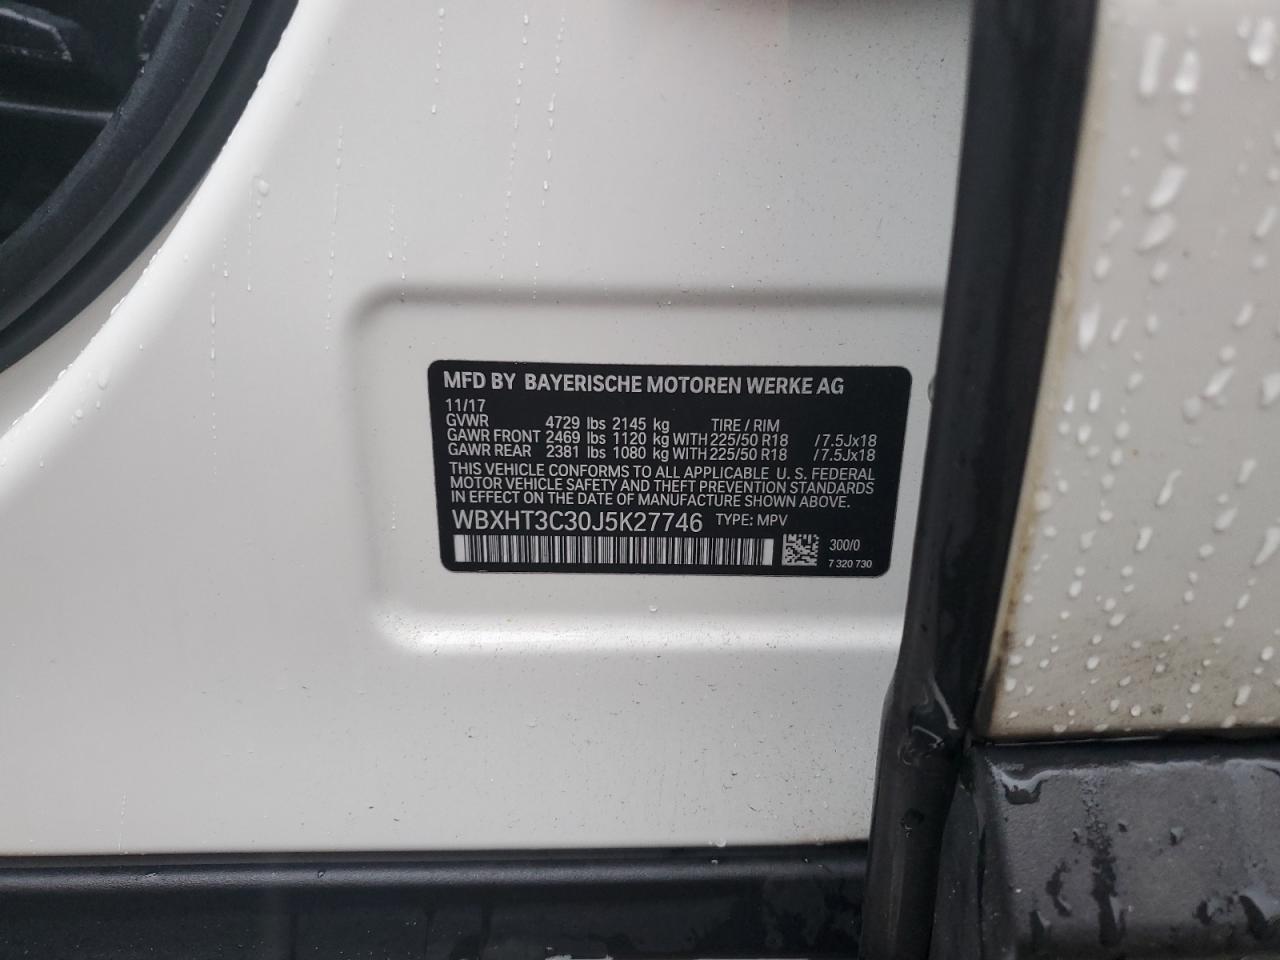 MFD BY BAYERISCHE MOTOREN WERKE AG
11/17
GVWR 4729 lbs 2145 kg TIRE / RIM
GAWR FRONT 2469 lbs 1120 kg WITH 225/50 R18 /7.5Jx18
GAWR REAR 2381 lbs 1080 kg WITH 225/50 R18 /7.5Jx18
THIS VEHICLE CONFORMS TO ALL APPLICABLE U. S. FEDERAL
MOTOR VEHICLE SAFETY AND THEFT PREVENTION STANDARDS
IN EFFECT ON THE DATE OF MANUFACTURE SHOWN ABOVE.
WBXHT3C30J5K27746 TYPE: MPV
300/0
7 320 730